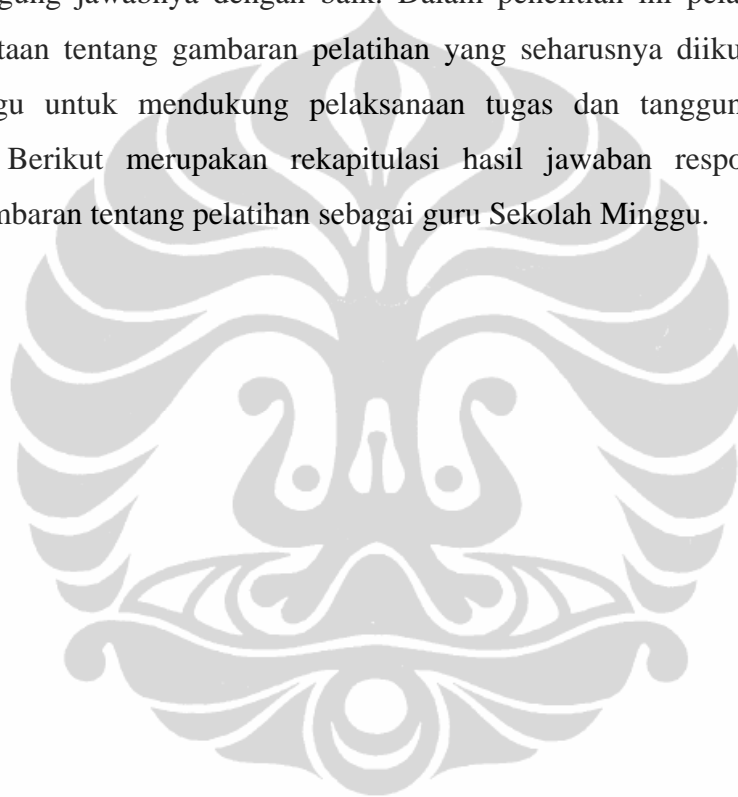 gung jawabnya dengan baik. Dalam penelitian ini pela
taan tentang gambaran pelatihan yang seharusnya diiku
gu untuk mendukung pelaksanaan tugas dan tanggun
Berikut merupakan rekapitulasi hasil jawaban respo
mbaran tentang pelatihan sebagai guru Sekolah Minggu.